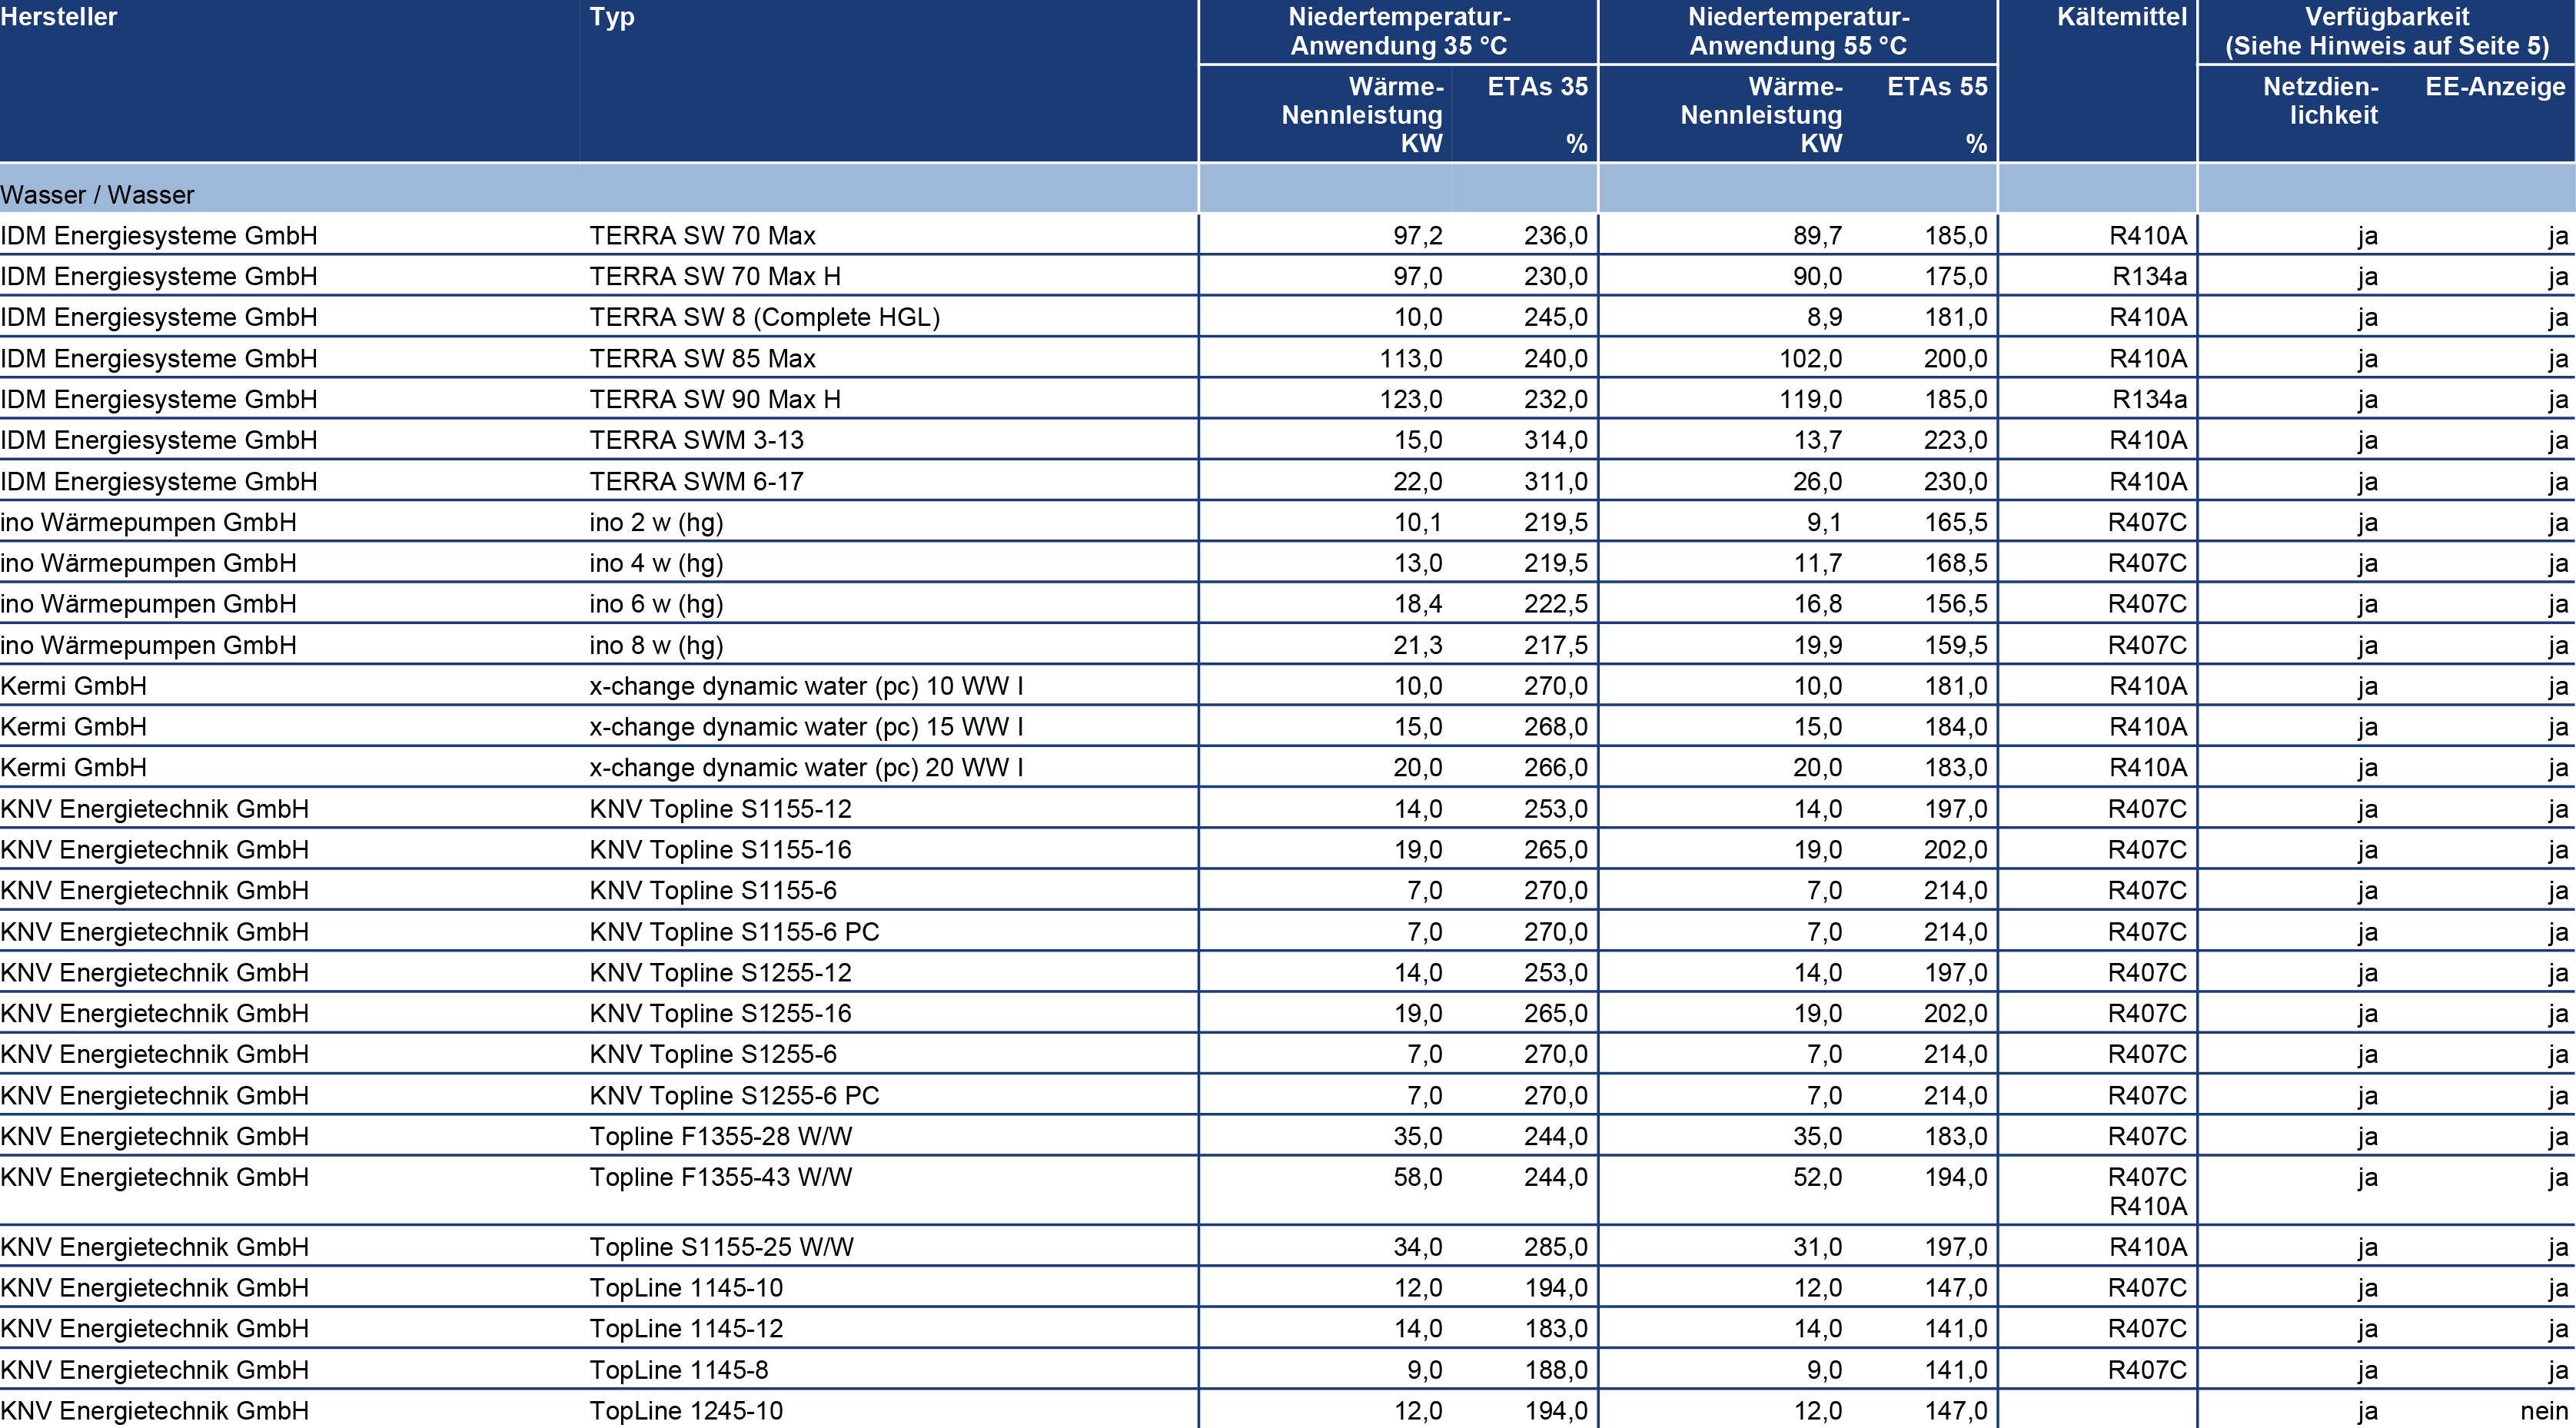 Hersteller Typ Niedertemperatur- Niedertemperatur- Kältemittel Verfügbarkeit
Anwendung 35 °C Anwendung 55 °C (Siehe Hinweis auf Seite 5)
Wärme- ETAs 35 Wärme- ETAs 55 Netzdien- EE-Anzeige
Nennleistung Nennleistung lichkeit
KW % KW %
Wasser / Wasser
IDM Energiesysteme GmbH TERRA SW 70 Max 97,2 236,0 89,7 185,0 R410A ja ja
IDM Energiesysteme GmbH TERRA SW 70 Max H 97,0 230,0 90,0 175,0 R134a ja ja
IDM Energiesysteme GmbH TERRA SW 8 (Complete HGL) 10,0 245,0 8,9 181,0 R410A ja ja
IDM Energiesysteme GmbH TERRA SW 85 Max 113,0 240,0 102,0 200,0 R410A ja ja
IDM Energiesysteme GmbH TERRA SW 90 Max H 123,0 232,0 119,0 185,0 R134a ja ja
IDM Energiesysteme GmbH TERRA SWM 3-13 15,0 314,0 13,7 223,0 R410A ja ja
IDM Energiesysteme GmbH TERRA SWM 6-17 22,0 311,0 26,0 230,0 R410A ja ja
ino Wärmepumpen GmbH ino 2 w (hg) 10,1 219,5 9,1 165,5 R407C ja ja
ino Wärmepumpen GmbH ino 4 w (hg) 13,0 219,5 11,7 168,5 R407C ja ja
ino Wärmepumpen GmbH ino 6 w (hg) 18,4 222,5 16,8 156,5 R407C ja ja
ino Wärmepumpen GmbH ino 8 w (hg) 21,3 217,5 19,9 159,5 R407C ja ja
Kermi GmbH x-change dynamic water (pc) 10 WW I 10,0 270,0 10,0 181,0 R410A ja ja
Kermi GmbH x-change dynamic water (pc) 15 WW I 15,0 268,0 15,0 184,0 R410A ja ja
Kermi GmbH x-change dynamic water (pc) 20 WW I 20,0 266,0 20,0 183,0 R410A ja ja
KNV Energietechnik GmbH KNV Topline S1155-12 14,0 253,0 14,0 197,0 R407C ja ja
KNV Energietechnik GmbH KNV Topline S1155-16 19,0 265,0 19,0 202,0 R407C ja ja
KNV Energietechnik GmbH KNV Topline S1155-6 7,0 270,0 7,0 214,0 R407C ja ja
KNV Energietechnik GmbH KNV Topline S1155-6 PC 7,0 270,0 7,0 214,0 R407C ja ja
KNV Energietechnik GmbH KNV Topline S1255-12 14,0 253,0 14,0 197,0 R407C ja ja
KNV Energietechnik GmbH KNV Topline S1255-16 19,0 265,0 19,0 202,0 R407C ja ja
KNV Energietechnik GmbH KNV Topline S1255-6 7,0 270,0 7,0 214,0 R407C ja ja
KNV Energietechnik GmbH KNV Topline S1255-6 PC 7,0 270,0 7,0 214,0 R407C ja ja
KNV Energietechnik GmbH Topline F1355-28 W/W 35,0 244,0 35,0 183,0 R407C ja ja
KNV Energietechnik GmbH Topline F1355-43 W/W 58,0 244,0 52,0 194,0 R407C ja ja
R410A
KNV Energietechnik GmbH Topline S1155-25 W/W 34,0 285,0 31,0 197,0 R410A ja ja
KNV Energietechnik GmbH TopLine 1145-10 12,0 194,0 12,0 147,0 R407C ja ja
KNV Energietechnik GmbH TopLine 1145-12 14,0 183,0 14,0 141,0 R407C ja ja
KNV Energietechnik GmbH TopLine 1145-8 9,0 188,0 9,0 141,0 R407C ja ja
KNV Energietechnik GmbH TopLine 1245-10 12,0 194,0 12,0 147,0 ja nein